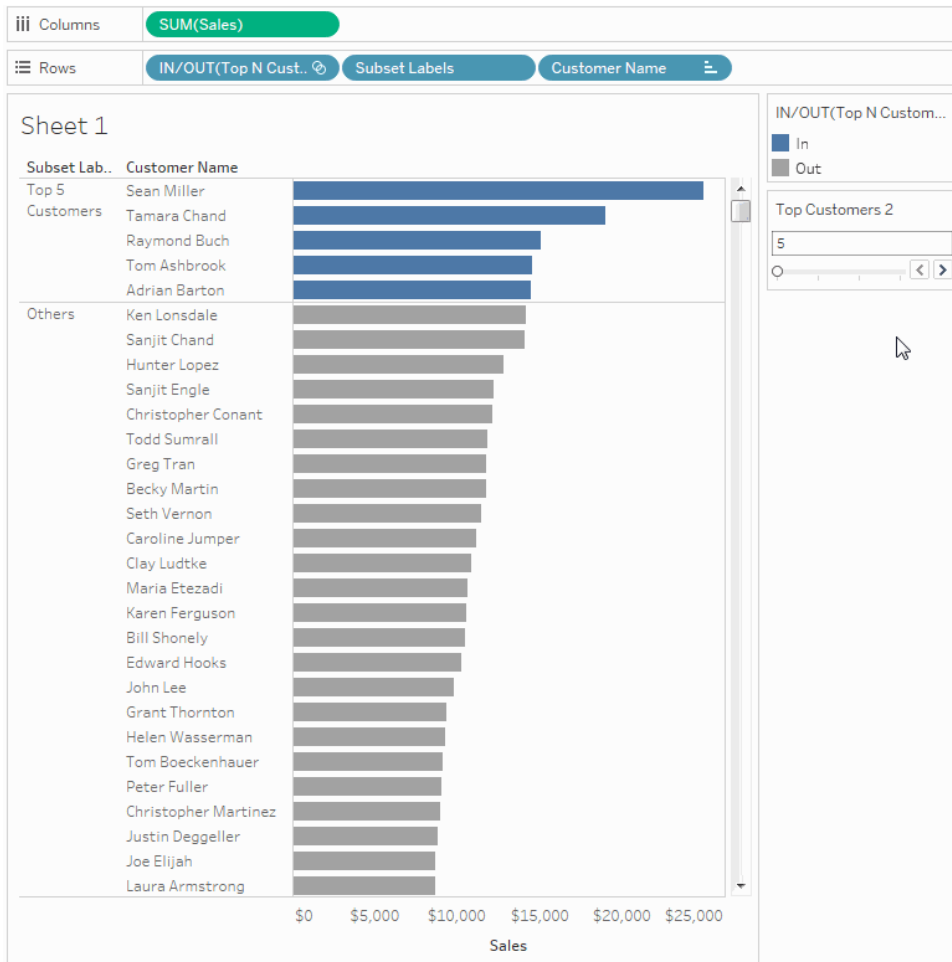 Columns SUM(Sales)
Rows IN/OUT(Top N Cust.. Subset Labels Customer Name
Sheet 1
Subset Lab.. Customer Name
Top 5 Customers
Sean Miller
Tamara Chand
Raymond Buch
Tom Ashbrook
Adrian Barton
Others
Ken Lonsdale
Sanjit Chand
Hunter Lopez
Sanjit Engle
Christopher Conant
Todd Sumrall
Greg Tran
Becky Martin
Seth Vernon
Caroline Jumper
Clay Ludtke
Maria Etezadi
Karen Ferguson
Bill Shonely
Edward Hooks
John Lee
Grant Thornton
Helen Wasserman
Tom Boeckenhauer
Peter Fuller
Christopher Martinez
Justin Deggeller
Joe Elijah
Laura Armstrong
$0 $5,000 $10,000 $15,000 $20,000 $25,000
Sales
IN/OUT(Top N Custom...
In
Out
Top Customers 2
5